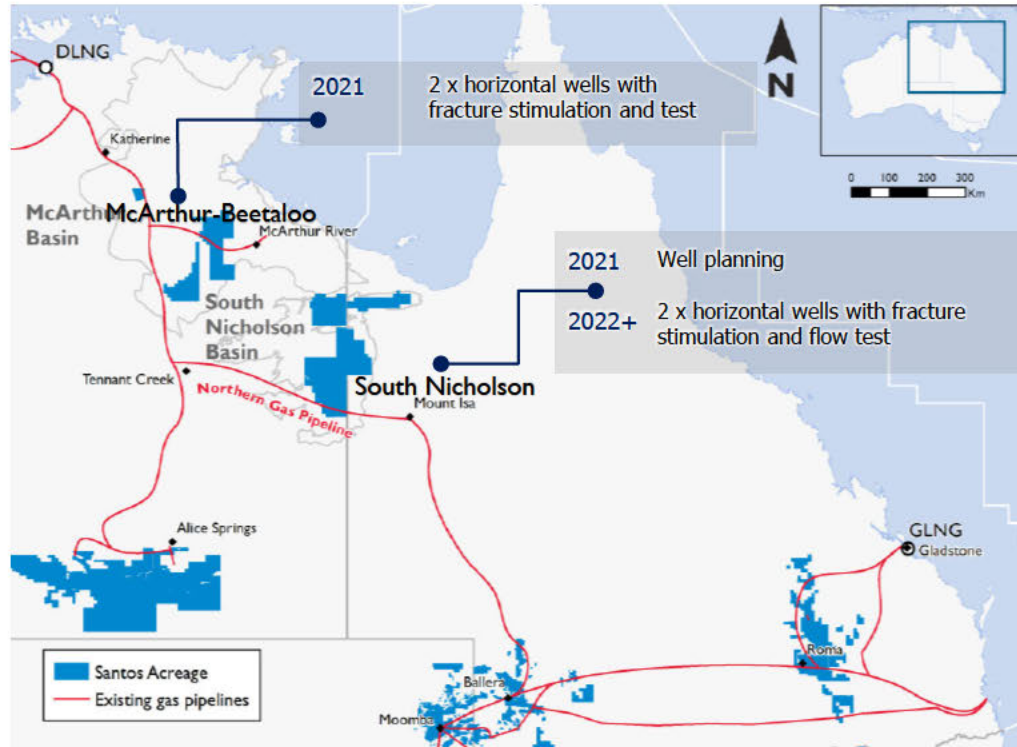 DLNG
2021 2 x horizontal wells with
fracture stimulation and test
N
Katherine
0 100 200 300
Km
McArthur
Basin
McArthur-Beetaloo
McArthur River
2021 Well planning
2022+ 2 x horizontal wells with fracture
stimulation and flow test
South
Nicholson
Basin
Tennant Creek
South Nicholson
Northern Gas Pipeline
Mount Isa
Alice Springs
GLNG
Gladstone
Roma
Santos Acreage
Existing gas pipelines
Ballera
Moomba